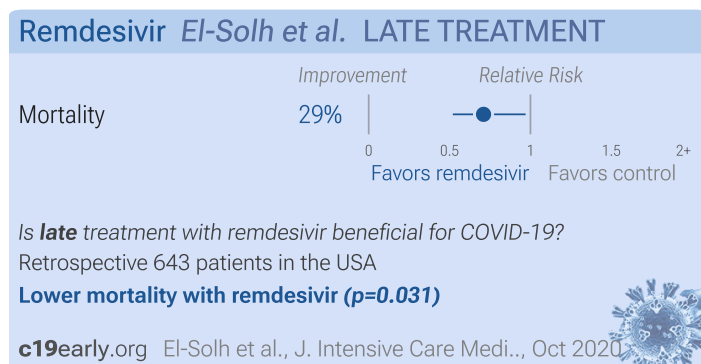 Remdesivir El-Solh et al. LATE TREATMENT
Improvement Relative Risk
Mortality 29%
0 0.5 1 1.5 2+
Favors remdesivir Favors control
Is late treatment with remdesivir beneficial for COVID-19?
Retrospective 643 patients in the USA
Lower mortality with remdesivir (p=0.031)
c19early.org El-Solh et al., J. Intensive Care Medi.., Oct 2020